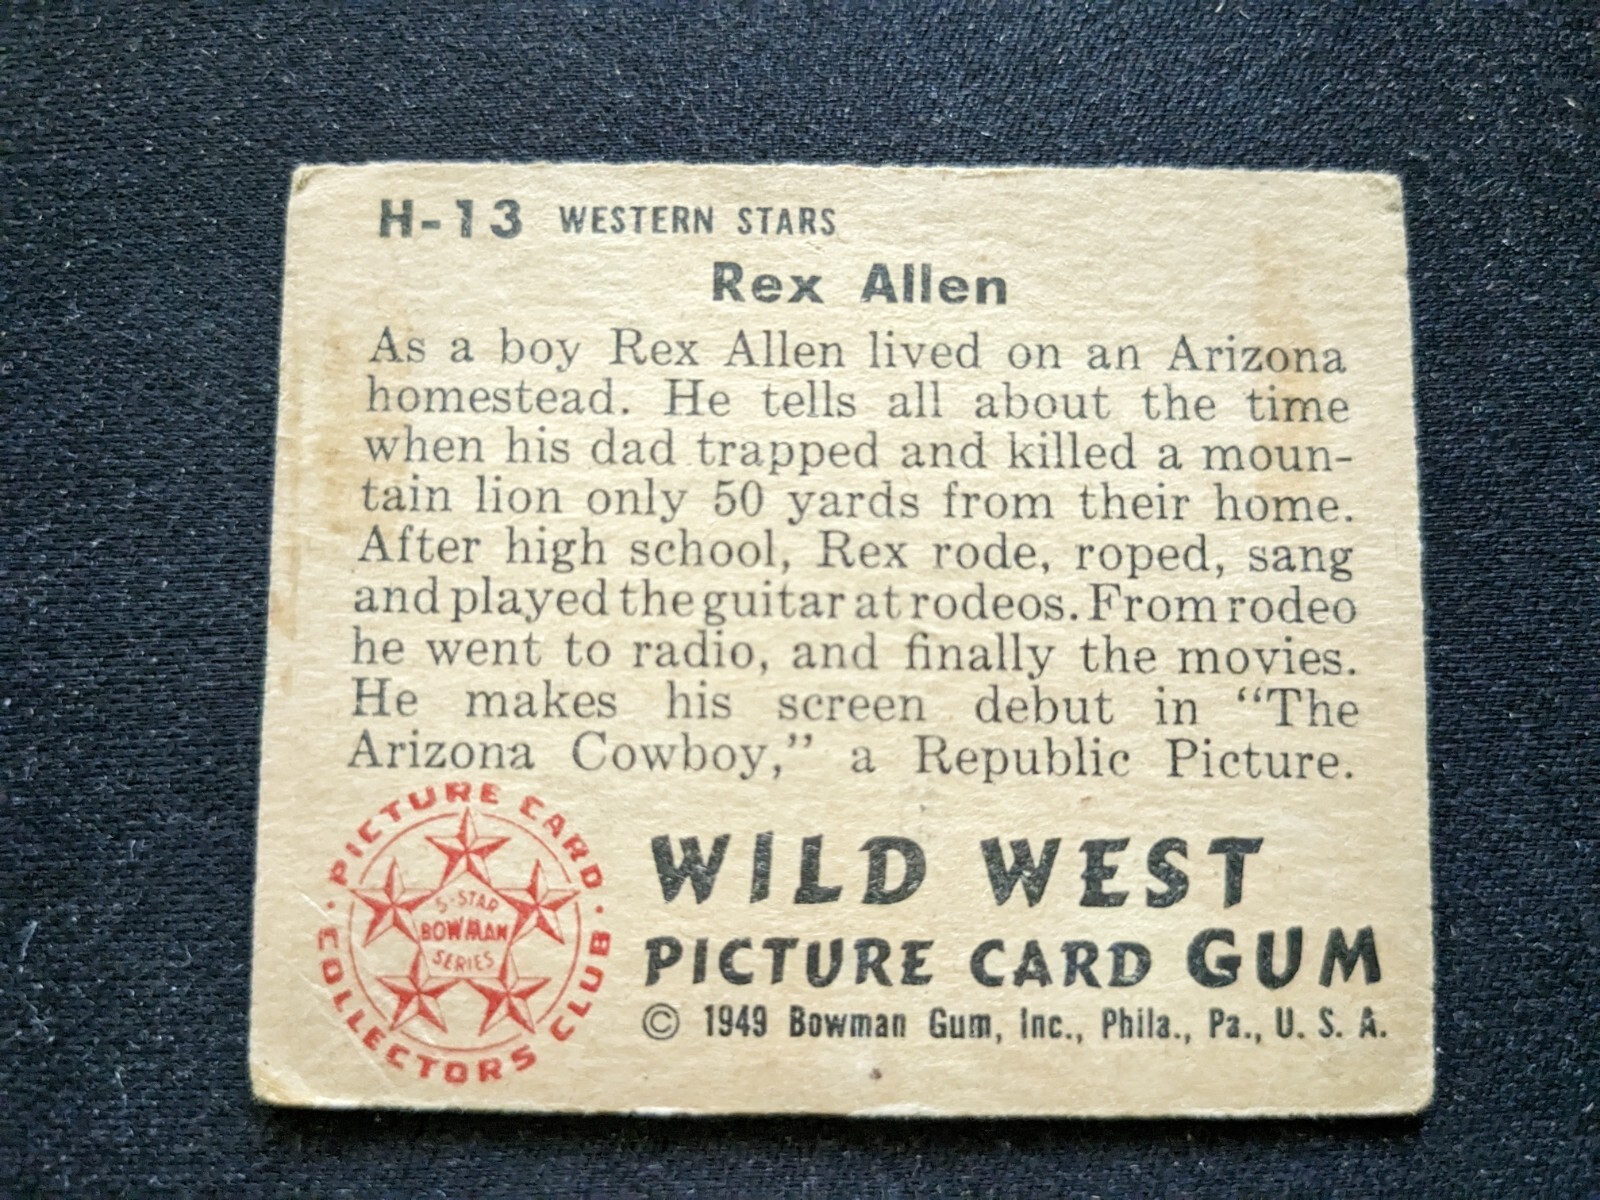 H-13 WESTERN STARS
Rex Allen
As a boy Rex Allen lived on an Arizona
homestead. He tells all about the time
when his dad trapped and killed a moun-
tain lion only 50 yards from their home.
After high school, Rex rode, roped, sang
and played the guitar at rodeos. From rodeo
he went to radio, and finally the movies.
He makes his screen debut in “The
Arizona Cowboy,” a Republic Picture.
PICTURE CARD
COLLECTORS CLUB
5-STAR
BOWMAN
SERIES
WILD WEST
PICTURE CARD GUM
© 1949 Bowman Gum, Inc., Phila., Pa., U. S. A.